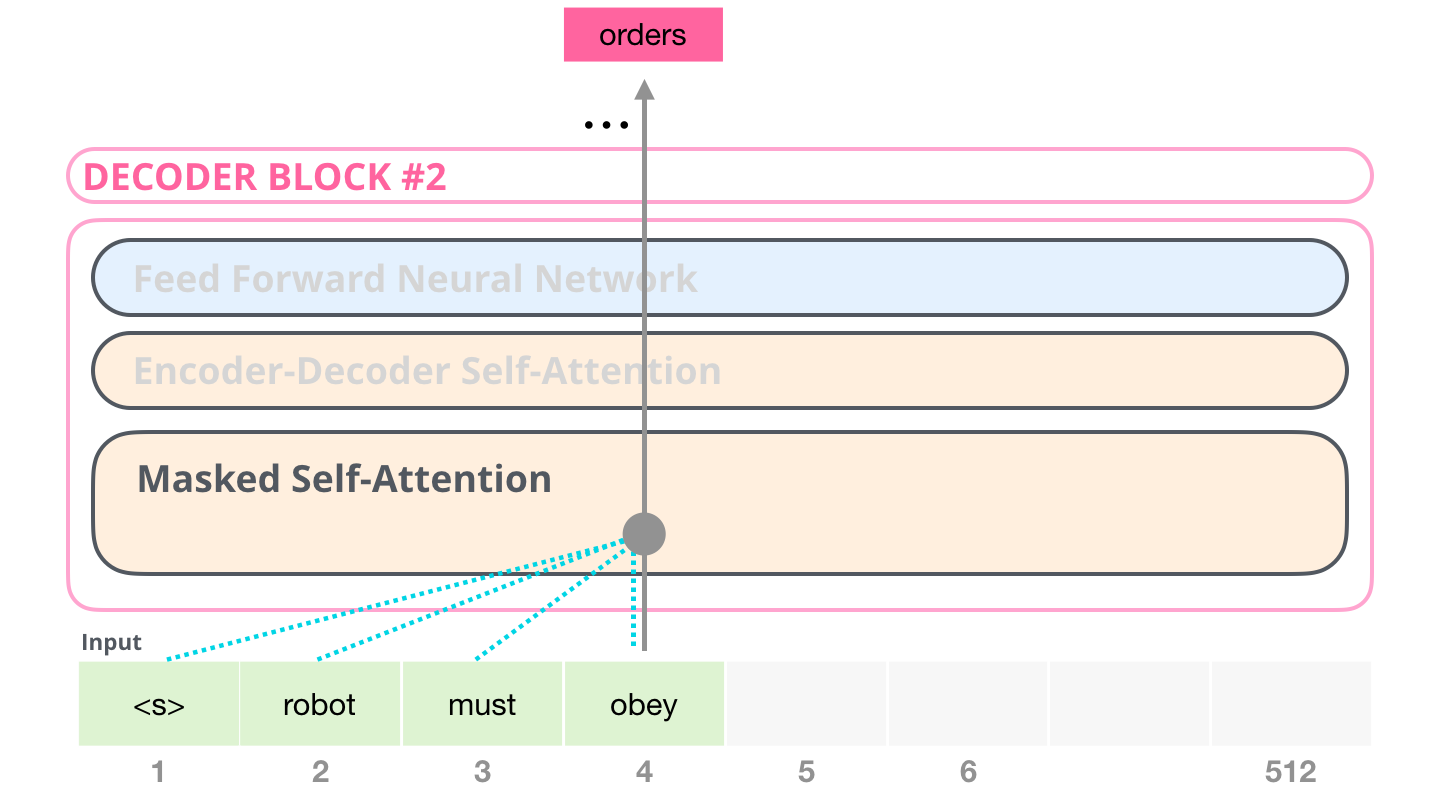 orders
...
DECODER BLOCK #2
Feed Forward Neural Network
Encoder-Decoder Self-Attention
Masked Self-Attention
Input
<s> robot must obey
1 2 3 4 5 6 512